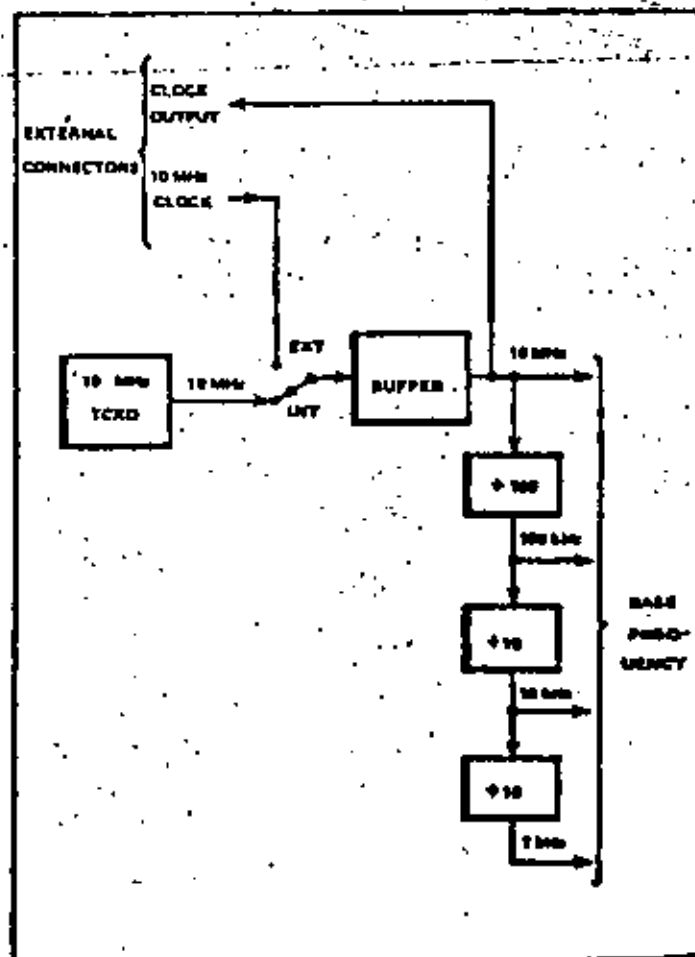 CLOCK
OUTPUT
EXTERNAL
CONNECTORS
10 MHz
CLOCK
EXT
10 MHz
TCXO
10 MHz
INT
BUFFER
10 MHz
÷ 100
100 kHz
÷10
10 kHz
÷10
1 kHz
BASE
FREQ-
UENCY